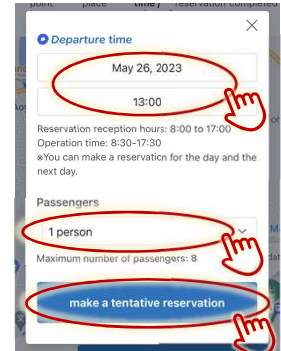 point place time / reservation completed
Departure time
May 26, 2023
13:00
Reservation reception hours: 8:00 to 17:00
Operation time: 8:30-17:30
※You can make a reservation for the day and the
next day.
Passengers
1 person
Maximum number of passengers: 8
make a tentative reservation